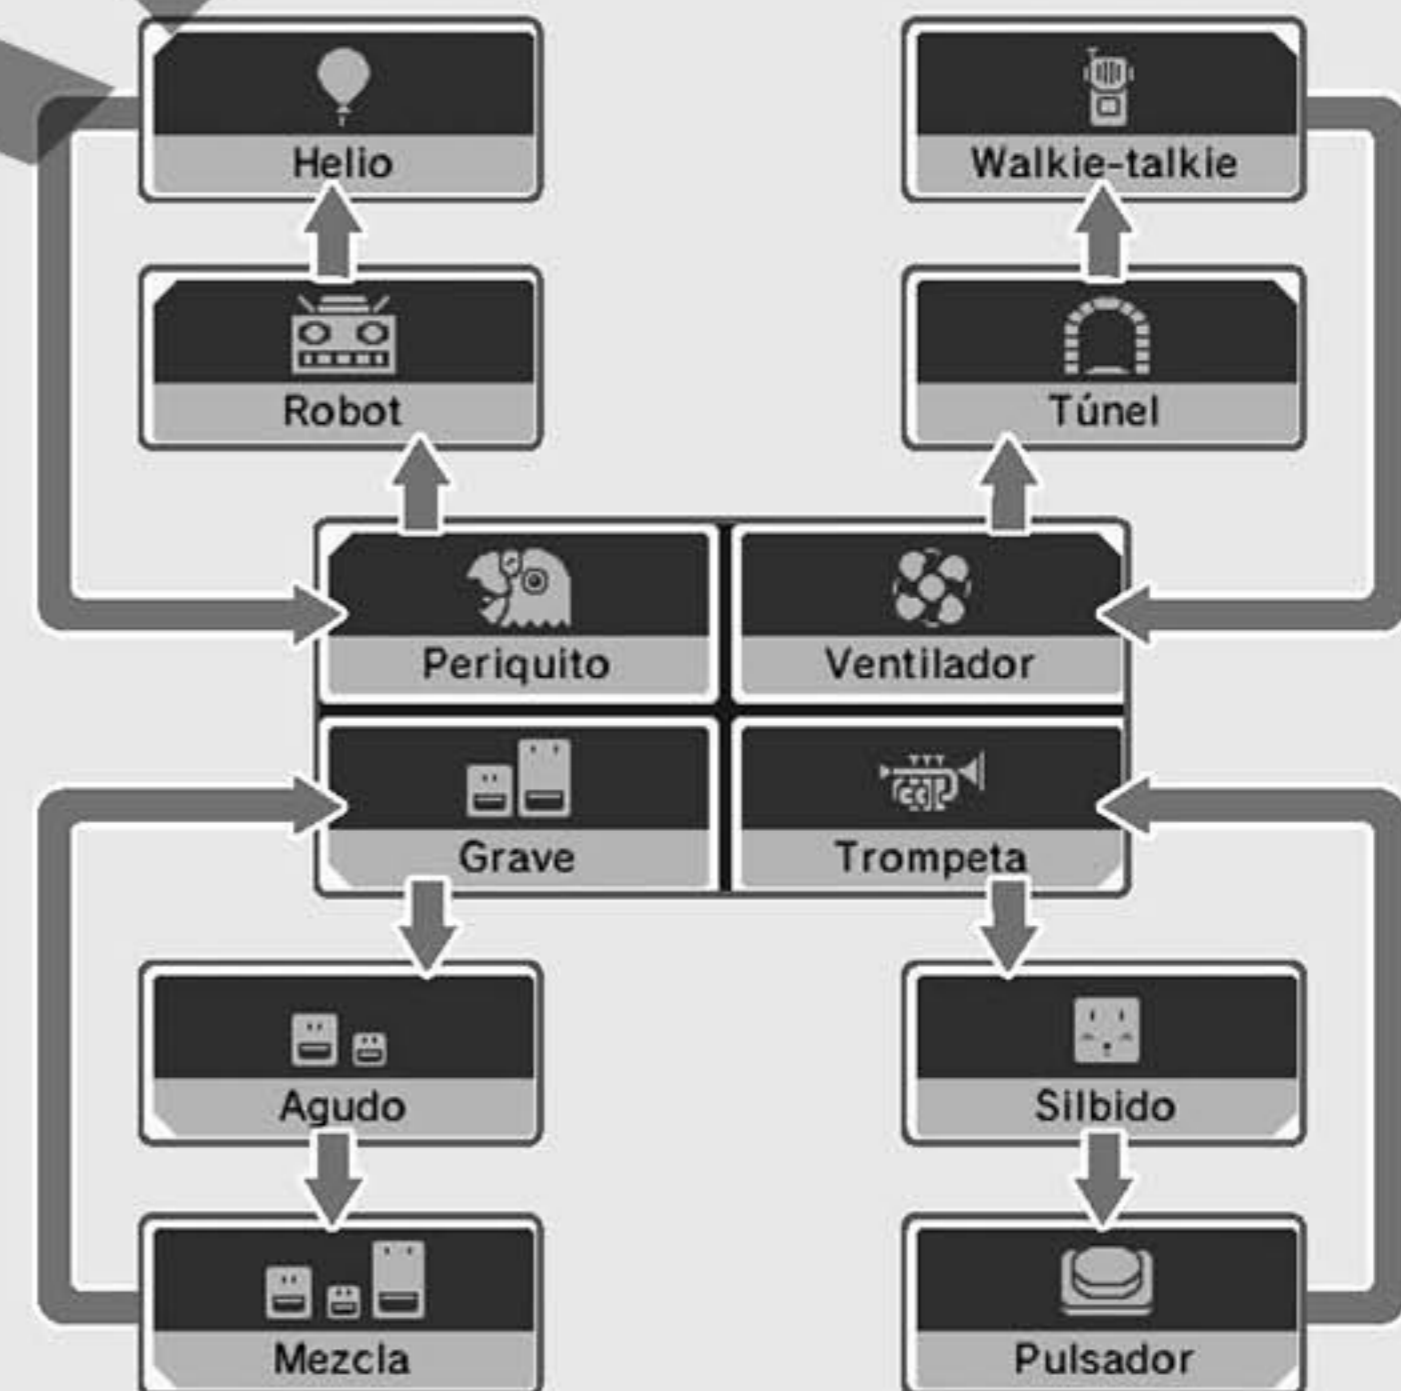 Helio
Walkie-talkie
Robot
Túnel
Periquito
Ventilador
Grave
Trompeta
Agudo
Silbido
Mezcla
Pulsador